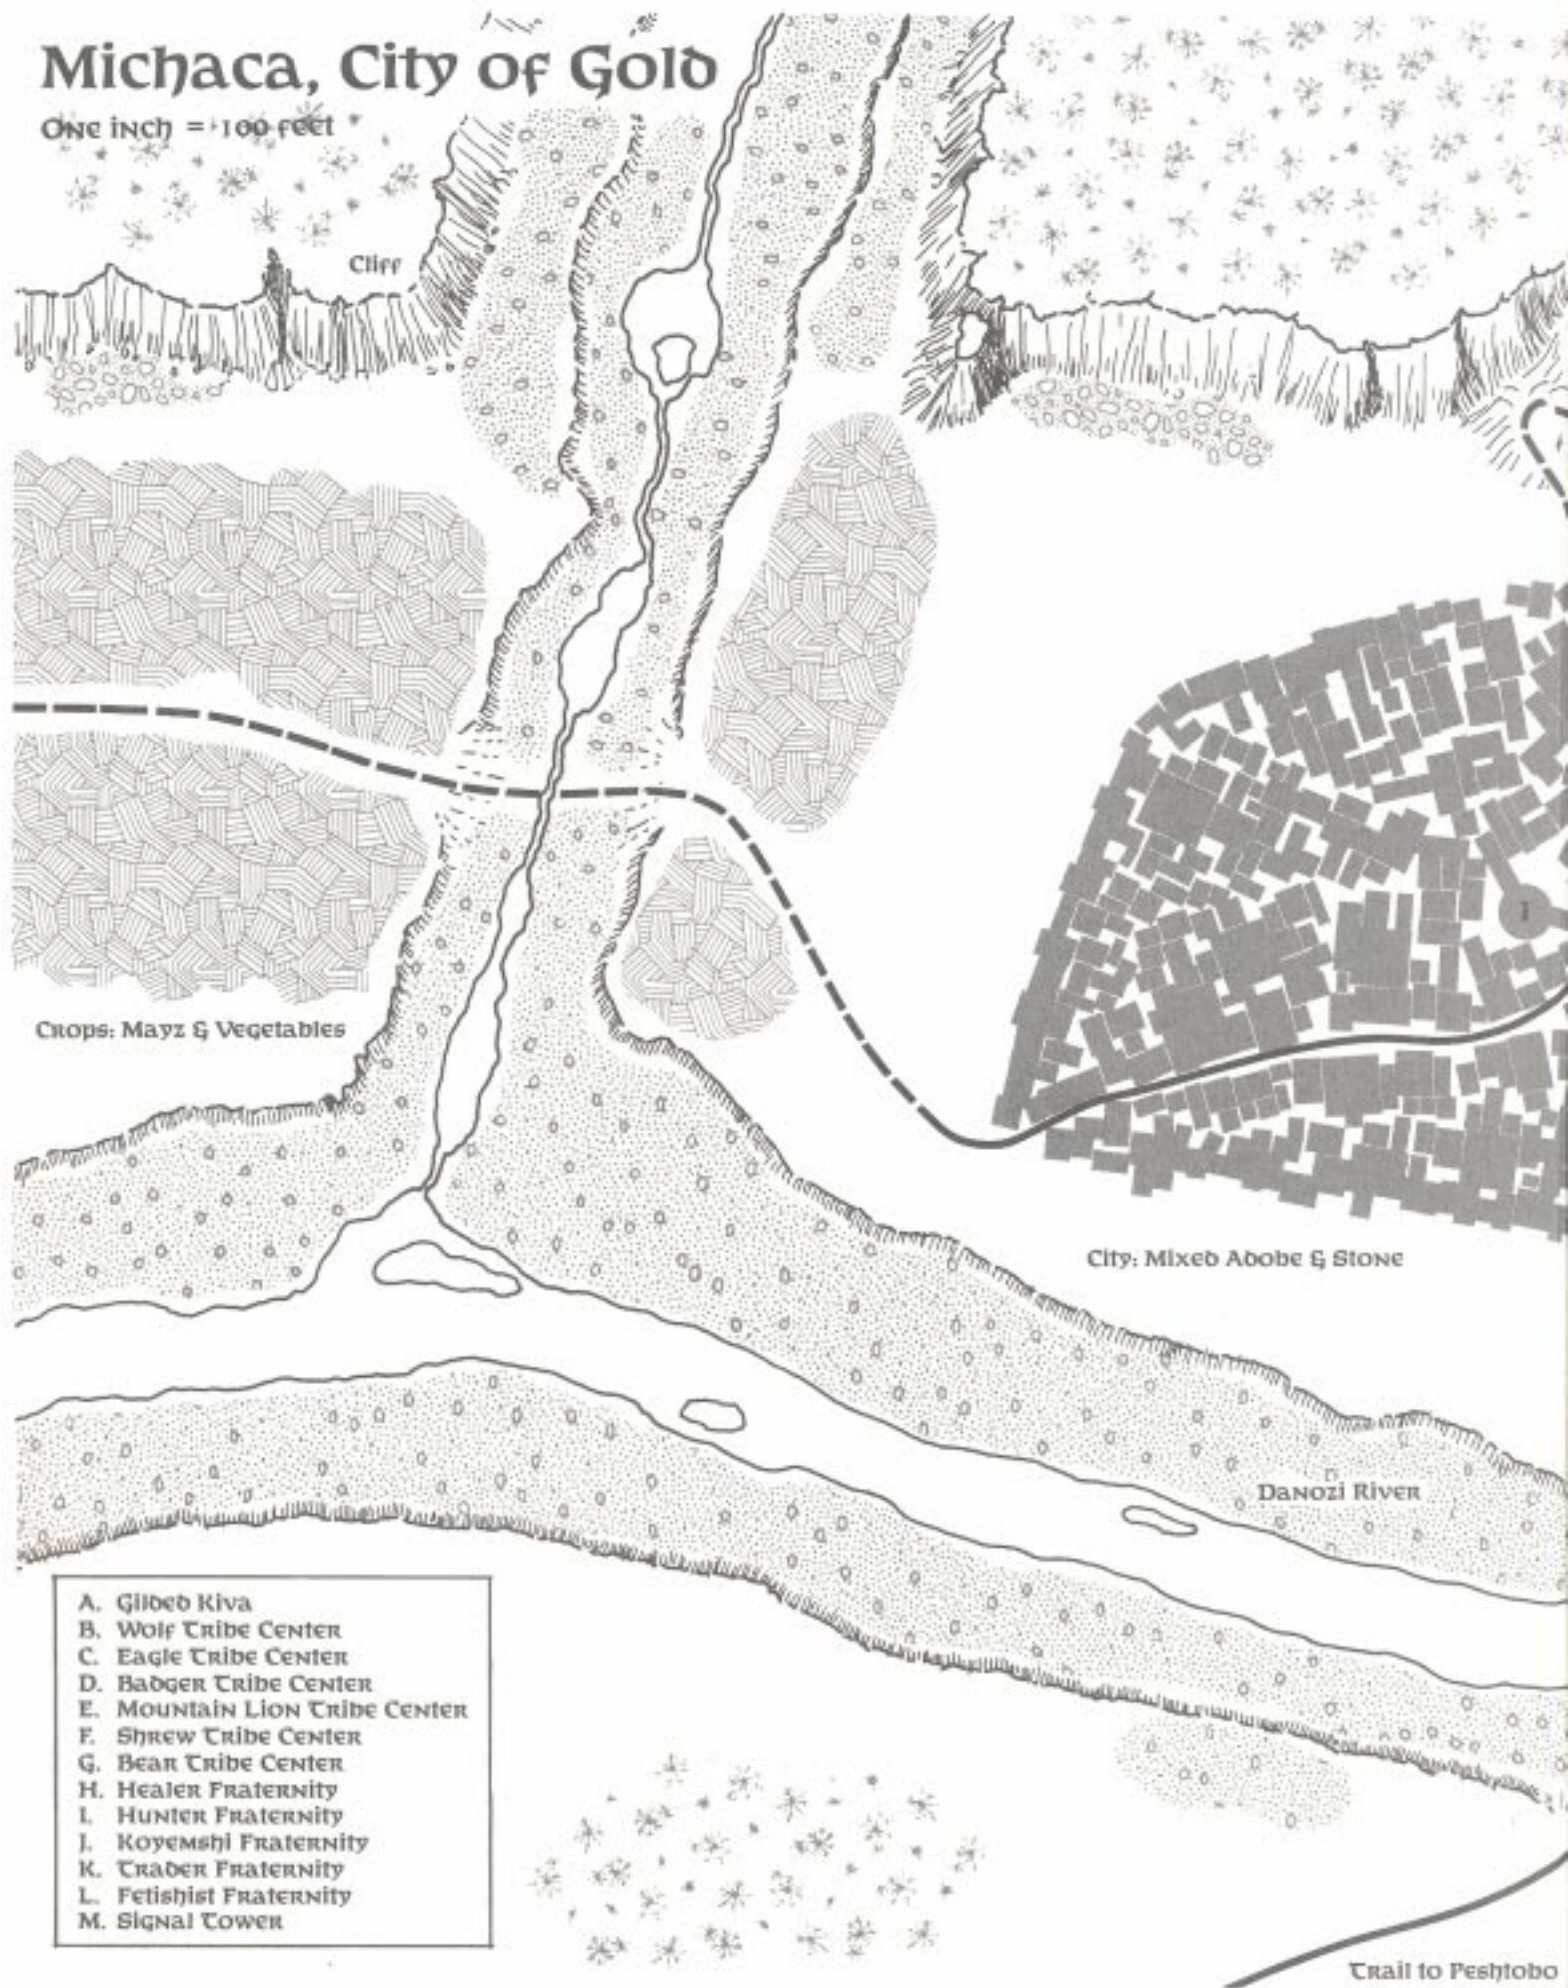 Michaca, City of Gold
One inch = 100 feet
Cliff
Crops: Mayz & Vegetables
I
City: Mixed Adobe & Stone
Danozi River
A. Gilded Kiva
B. Wolf Tribe Center
C. Eagle Tribe Center
D. Badger Tribe Center
E. Mountain Lion Tribe Center
F. Shrew Tribe Center
G. Bear Tribe Center
H. Healer Fraternity
I. Hunter Fraternity
J. Koyemshi Fraternity
K. Trader Fraternity
L. Fetishist Fraternity
M. Signal Tower
Trail to Peshtobo